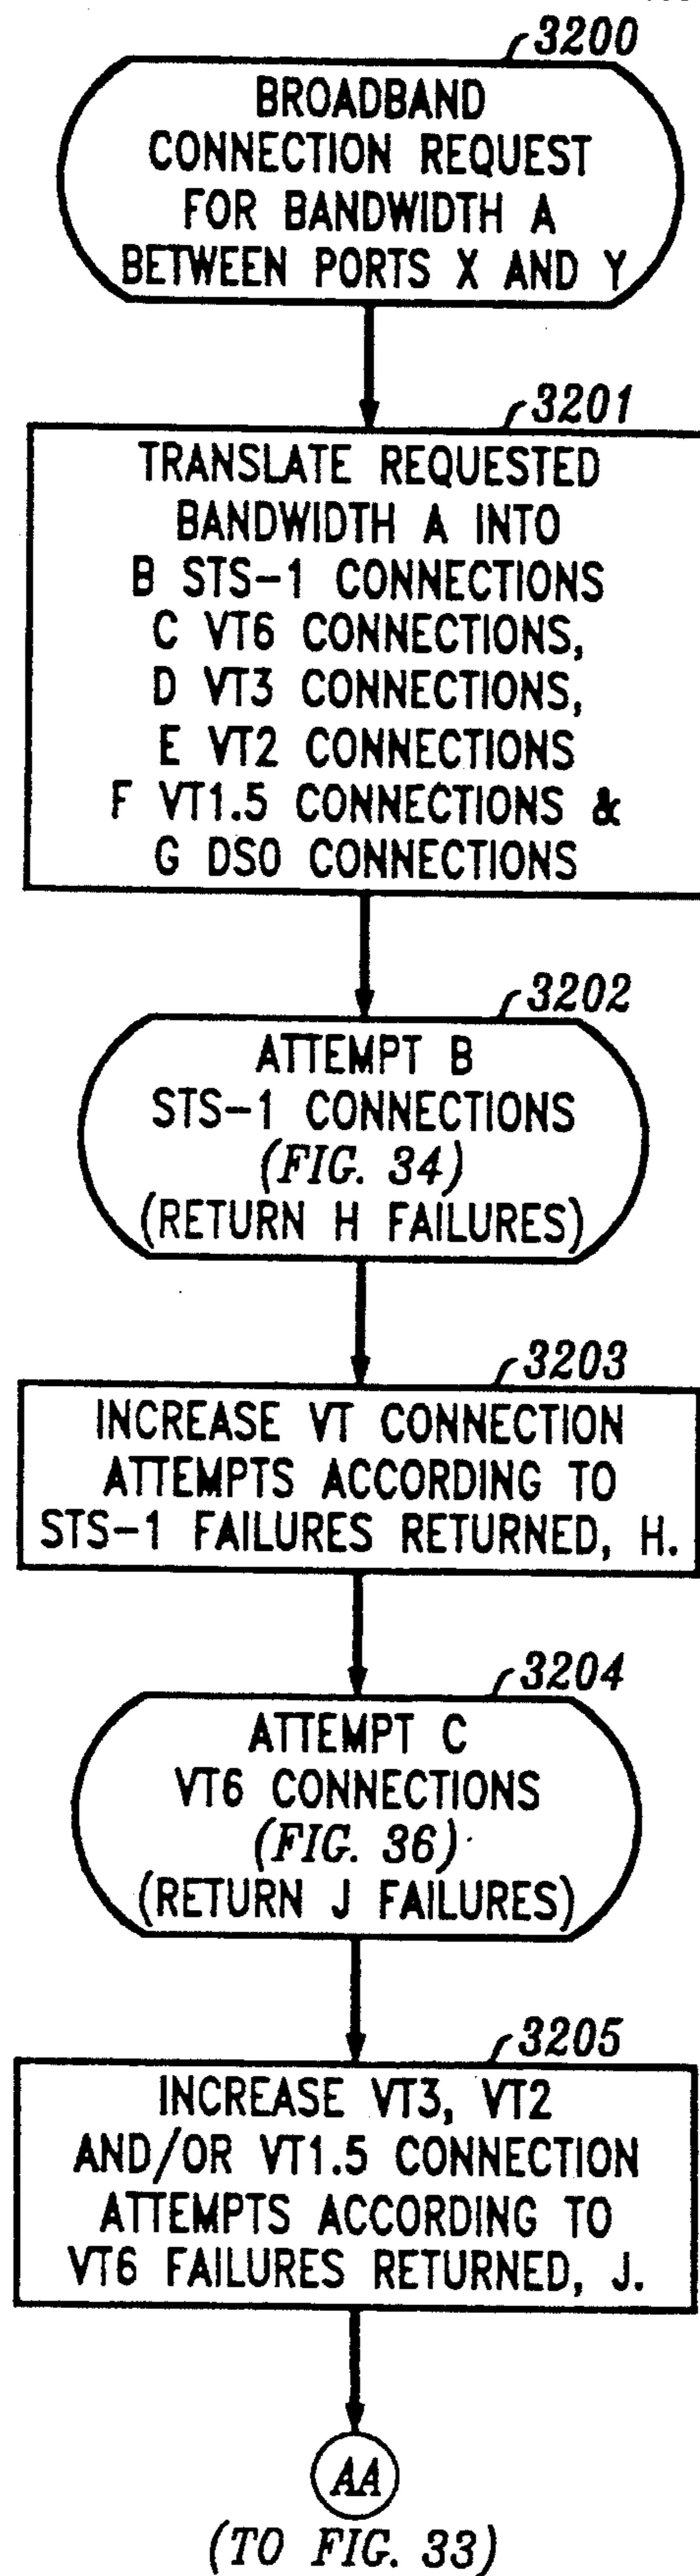 3200
BROADBAND
CONNECTION REQUEST
FOR BANDWIDTH A
BETWEEN PORTS X AND Y
3201
TRANSLATE REQUESTED
BANDWIDTH A INTO
B STS-1 CONNECTIONS
C VT6 CONNECTIONS,
D VT3 CONNECTIONS,
E VT2 CONNECTIONS
F VT1.5 CONNECTIONS &
G DS0 CONNECTIONS
3202
ATTEMPT B
STS-1 CONNECTIONS
(FIG. 34)
(RETURN H FAILURES)
3203
INCREASE VT CONNECTION
ATTEMPTS ACCORDING TO
STS-1 FAILURES RETURNED, H.
3204
ATTEMPT C
VT6 CONNECTIONS
(FIG. 36)
(RETURN J FAILURES)
3205
INCREASE VT3, VT2
AND/OR VT1.5 CONNECTION
ATTEMPTS ACCORDING TO
VT6 FAILURES RETURNED, J.
AA
(TO FIG. 33)